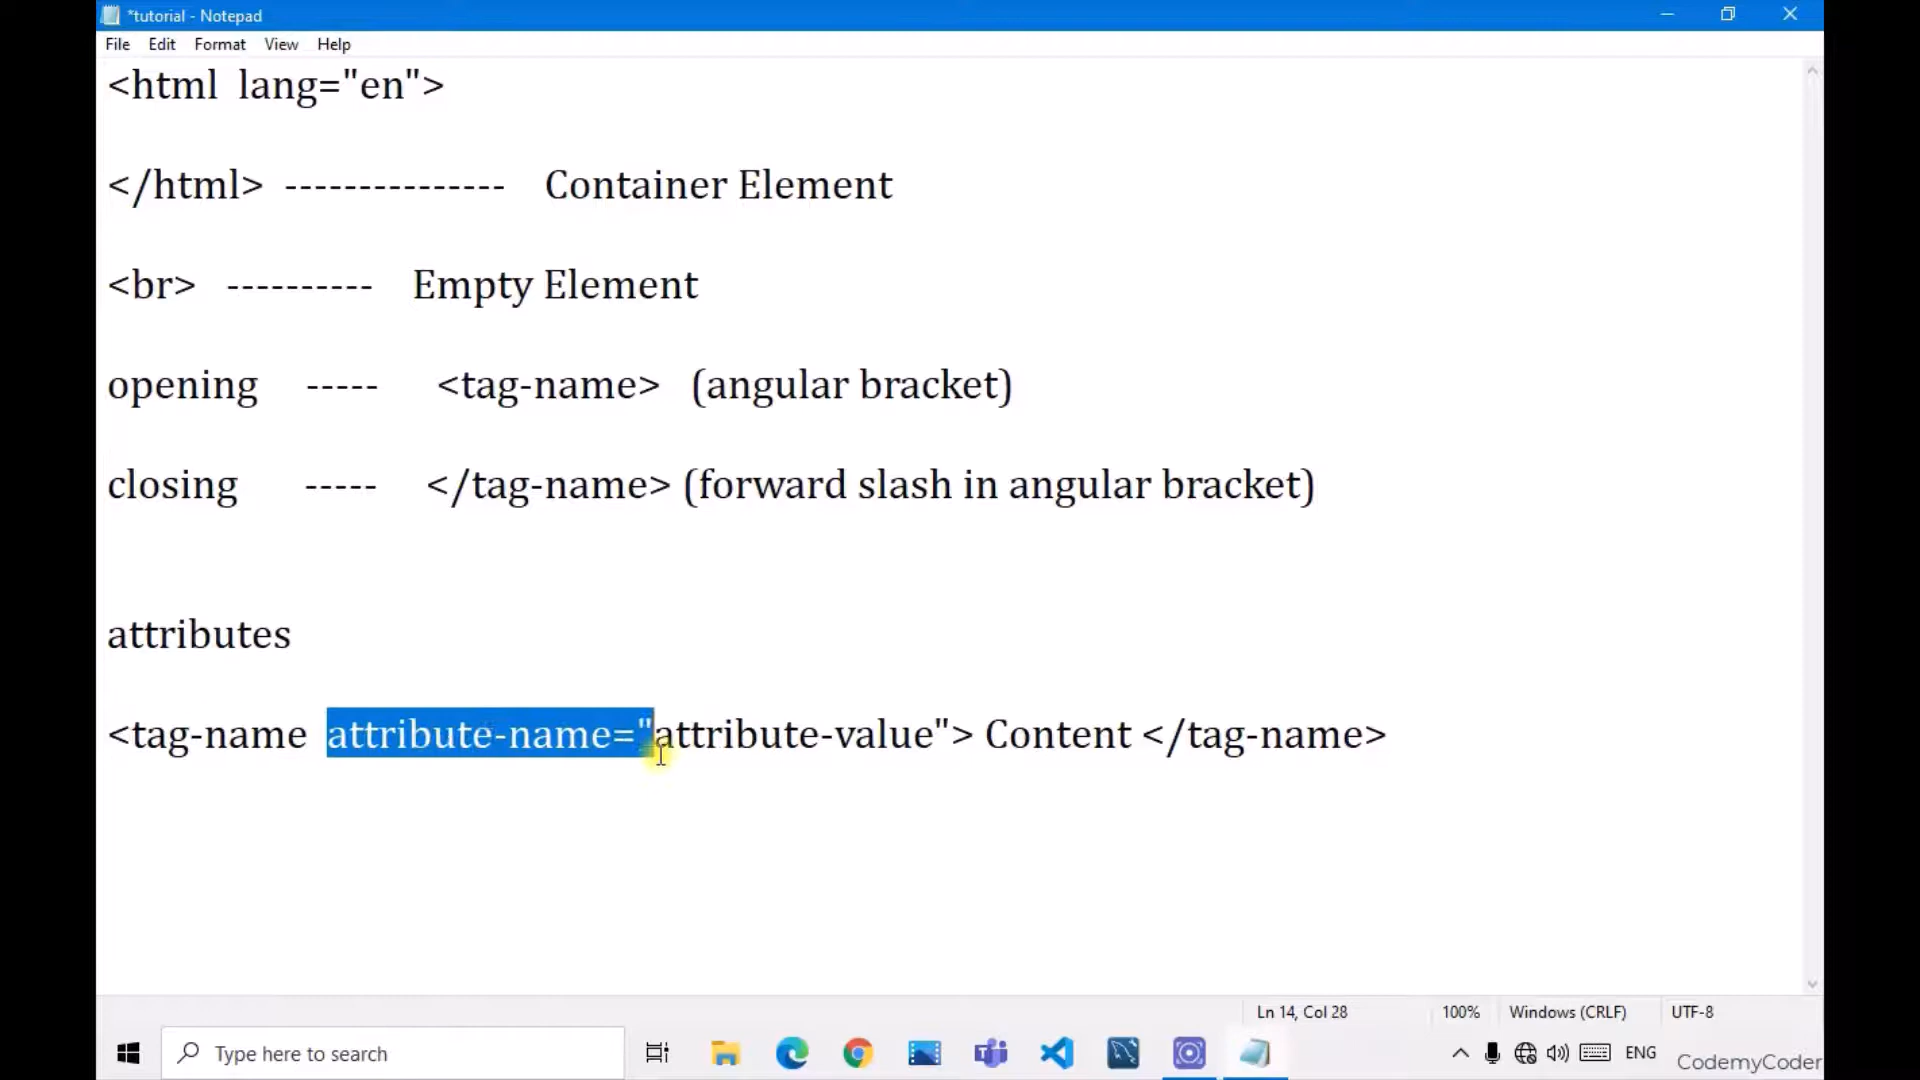 *tutorial - Notepad
File Edit Format View Help
<html  lang="en">
</html>  ---------------    Container Element
<br>   ----------    Empty Element
opening     -----      <tag-name>   (angular bracket)
closing       -----     </tag-name> (forward slash in angular bracket)
attributes
<tag-name  attribute-name="attribute-value"> Content </tag-name>
Ln 14, Col 28 100% Windows (CRLF) UTF-8
Type here to search
ENG
CodemyCoder